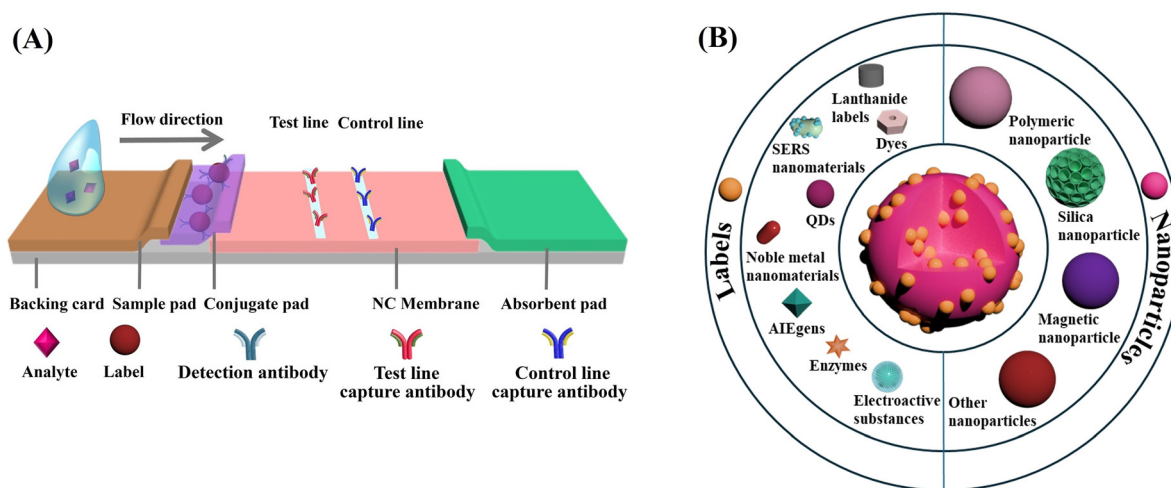 (A)
Flow direction
Test line
Control line
Backing card
Sample pad
Conjugate pad
NC Membrane
Absorbent pad
Analyte
Label
Detection antibody
Test line
capture antibody
Control line
capture antibody
(B)
Labels
Lanthanide
labels
SERS
nanomaterials
Dyes
QDs
Noble metal
nanomaterials
AIEgens
Enzymes
Electroactive
substances
Nanoparticles
Polymeric
nanoparticle
Silica
nanoparticle
Magnetic
nanoparticle
Other
nanoparticles